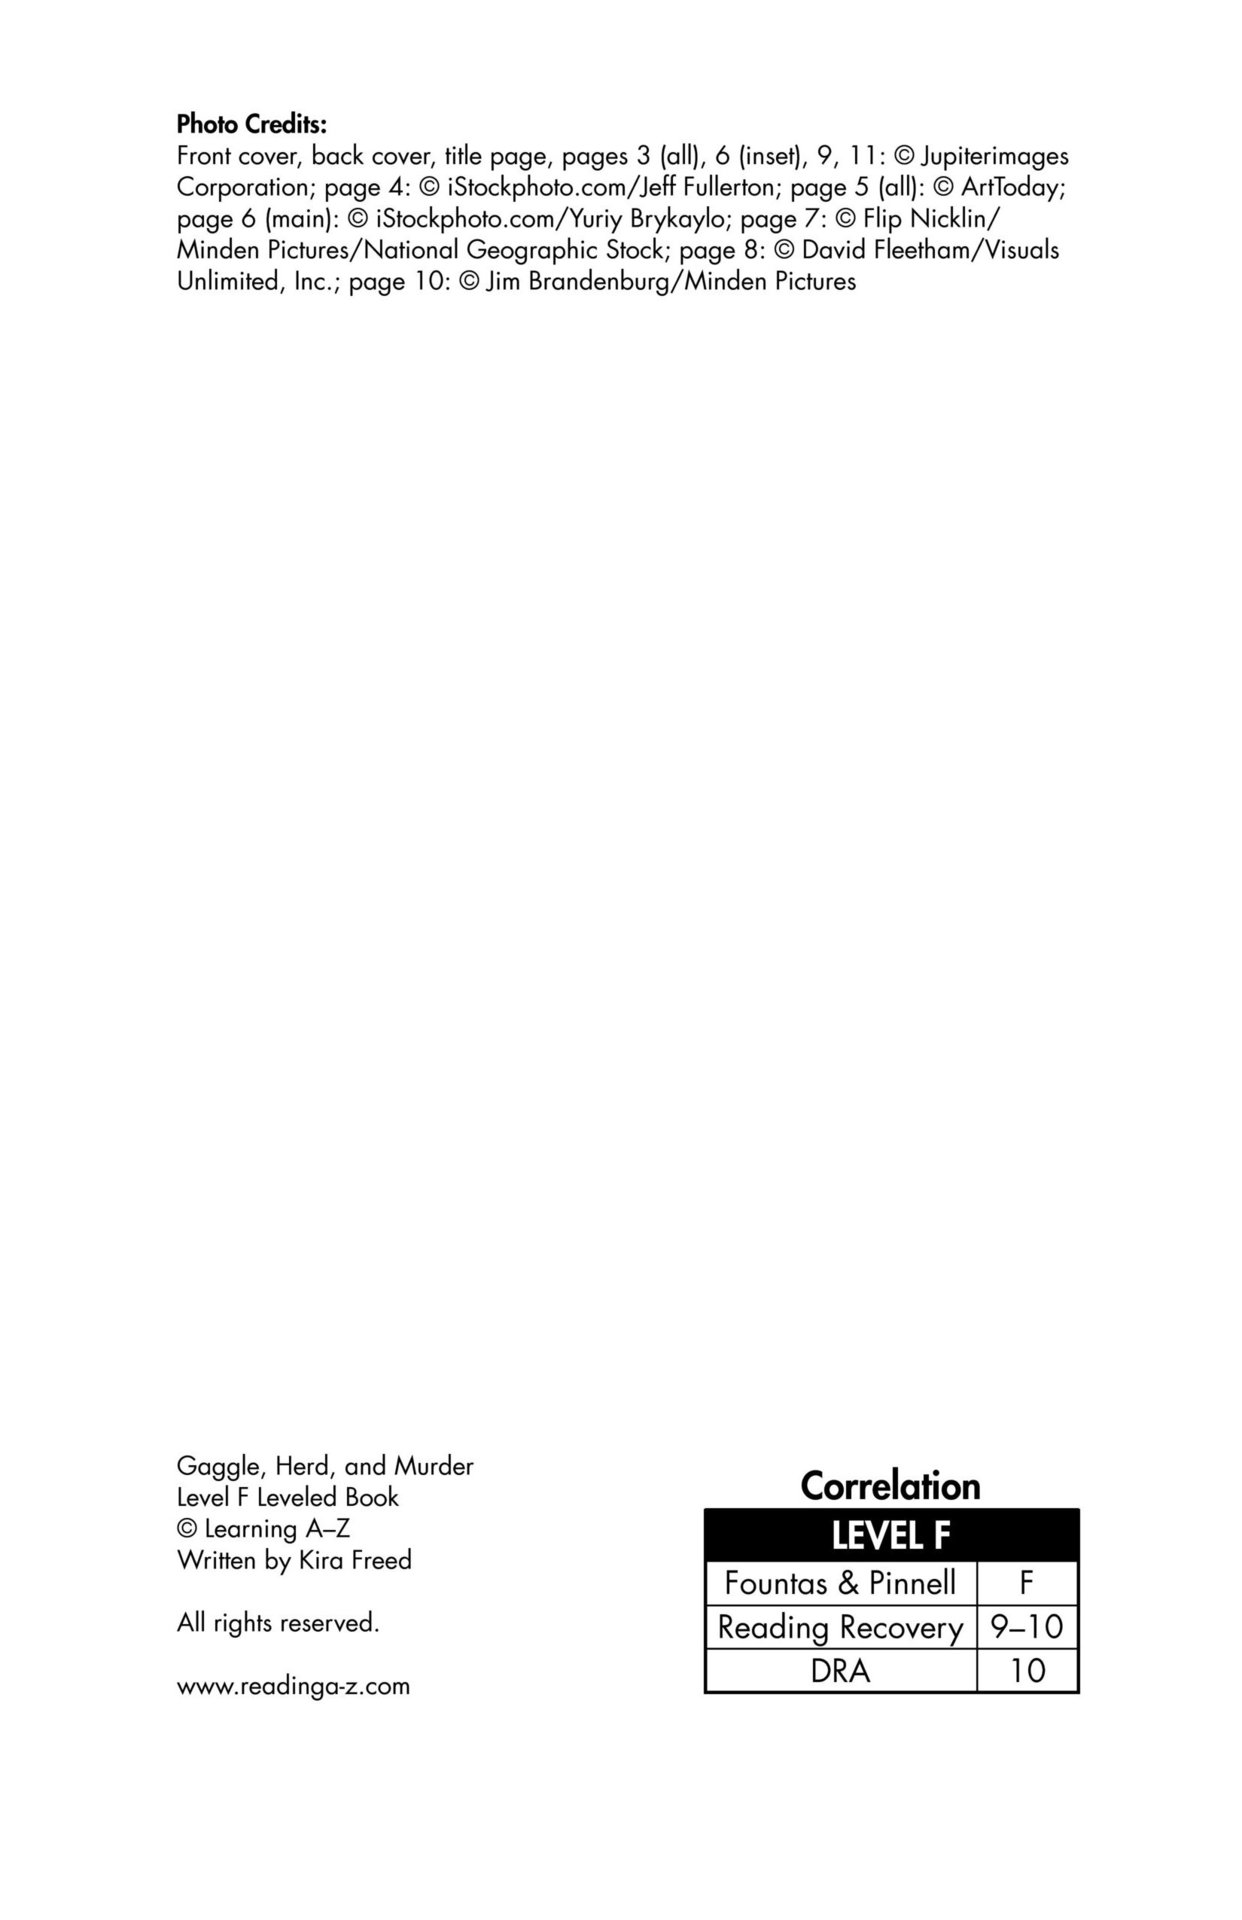 Photo Credits:
Front cover, back cover, title page, pages 3 (all), 6 (inset), 9, 11: © Jupiterimages
Corporation; page 4: © iStockphoto.com/Jeff Fullerton; page 5 (all): © ArtToday;
page 6 (main): © iStockphoto.com/Yuriy Brykaylo; page 7: © Flip Nicklin/
Minden Pictures/National Geographic Stock; page 8: © David Fleetham/Visuals
Unlimited, Inc.; page 10: © Jim Brandenburg/Minden Pictures
Gaggle, Herd, and Murder
Level F Leveled Book
© Learning A–Z
Written by Kira Freed
All rights reserved.
www.readinga-z.com
Correlation
LEVEL F
Fountas & Pinnell F
Reading Recovery 9–10
DRA 10